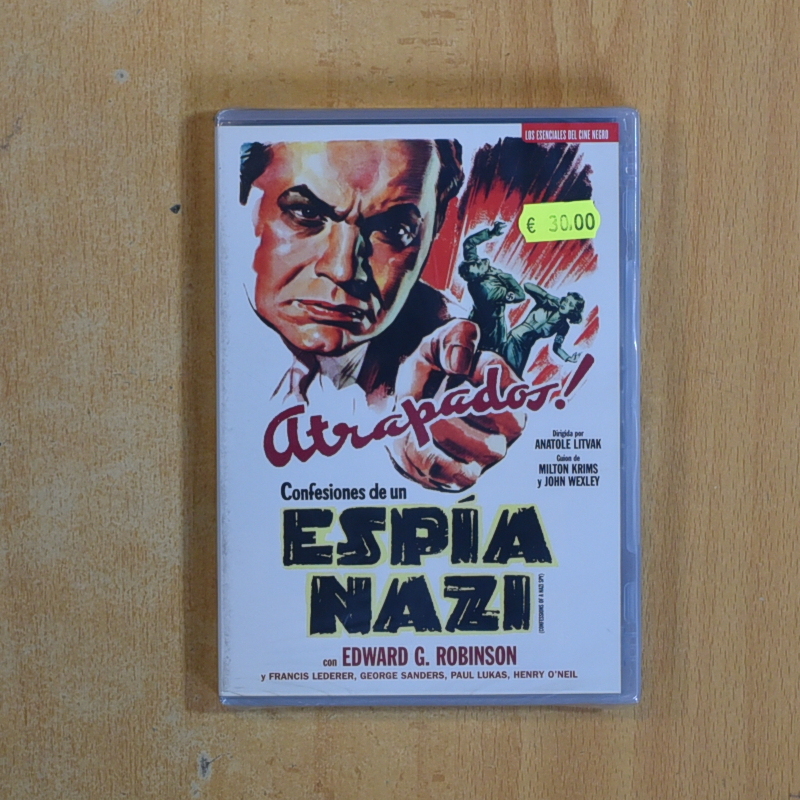 LOS ESENCIALES DEL CINE NEGRO
€ 30.00
Atrapados!
Dirigida por
ANATOLE LITVAK
Guion de
MILTON KRIMS
y JOHN WEXLEY
Confesiones de un
ESPÍA
NAZI
(CONFESSIONS OF A NAZI SPY)
con EDWARD G. ROBINSON
y FRANCIS LEDERER, GEORGE SANDERS, PAUL LUKAS, HENRY O'NEIL